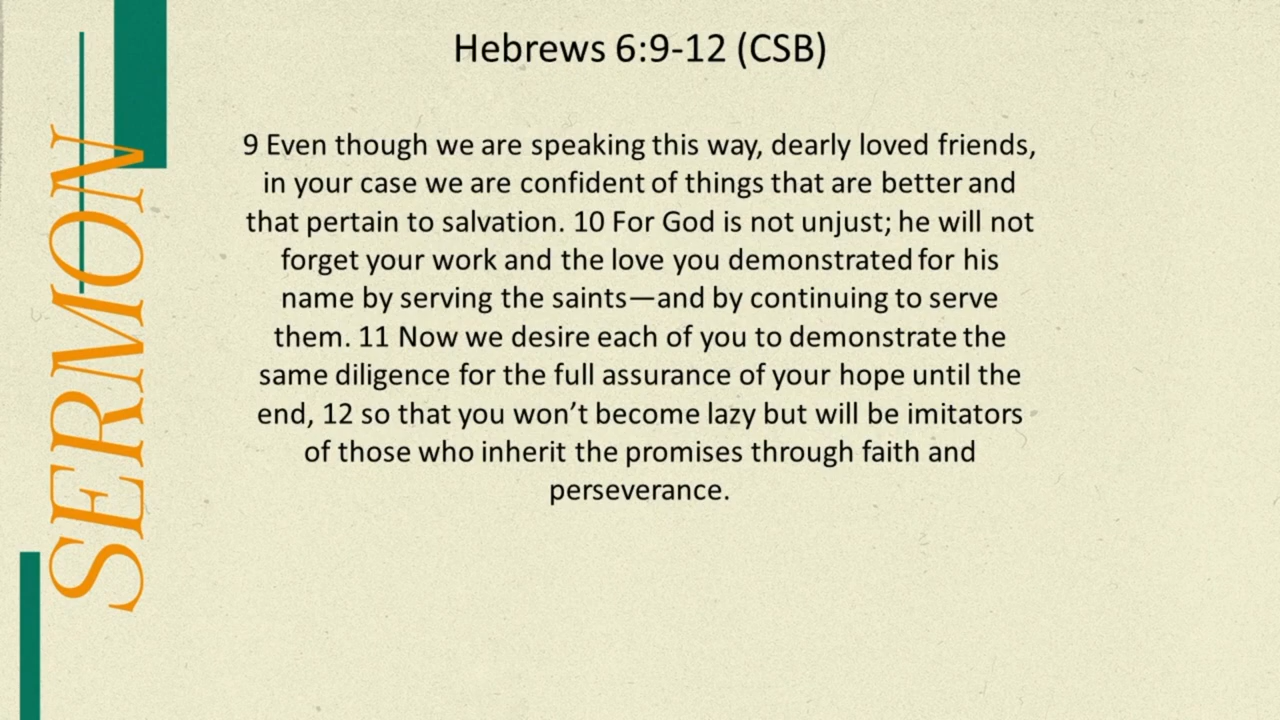 Hebrews 6:9-12 (CSB)
9 Even though we are speaking this way, dearly loved friends,
in your case we are confident of things that are better and
that pertain to salvation. 10 For God is not unjust; he will not
forget your work and the love you demonstrated for his
name by serving the saints—and by continuing to serve
them. 11 Now we desire each of you to demonstrate the
same diligence for the full assurance of your hope until the
end, 12 so that you won’t become lazy but will be imitators
of those who inherit the promises through faith and
perseverance.
SERMON